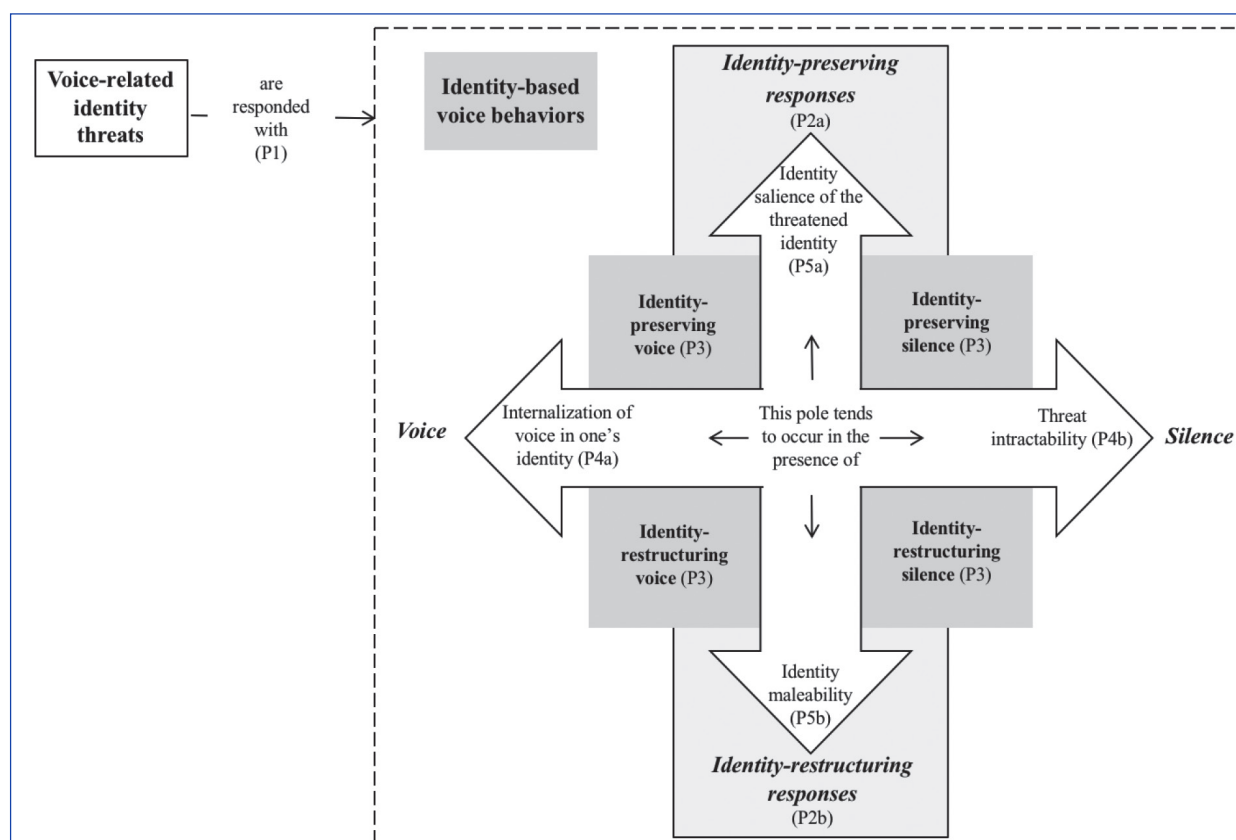 Voice-related
identity
threats
are
responded
with
(P1)
Identity-based
voice behaviors
Identity-preserving
responses
(P2a)
Identity
salience of the
threatened
identity
(P5a)
Identity-
preserving
voice (P3)
Identity-
preserving
silence (P3)
Voice
Internalization of
voice in one's
identity (P4a)
This pole tends
to occur in the
presence of
Threat
intractability (P4b)
Silence
Identity-
restructuring
voice (P3)
Identity-
restructuring
silence (P3)
Identity
maleability
(P5b)
Identity-restructuring
responses
(P2b)